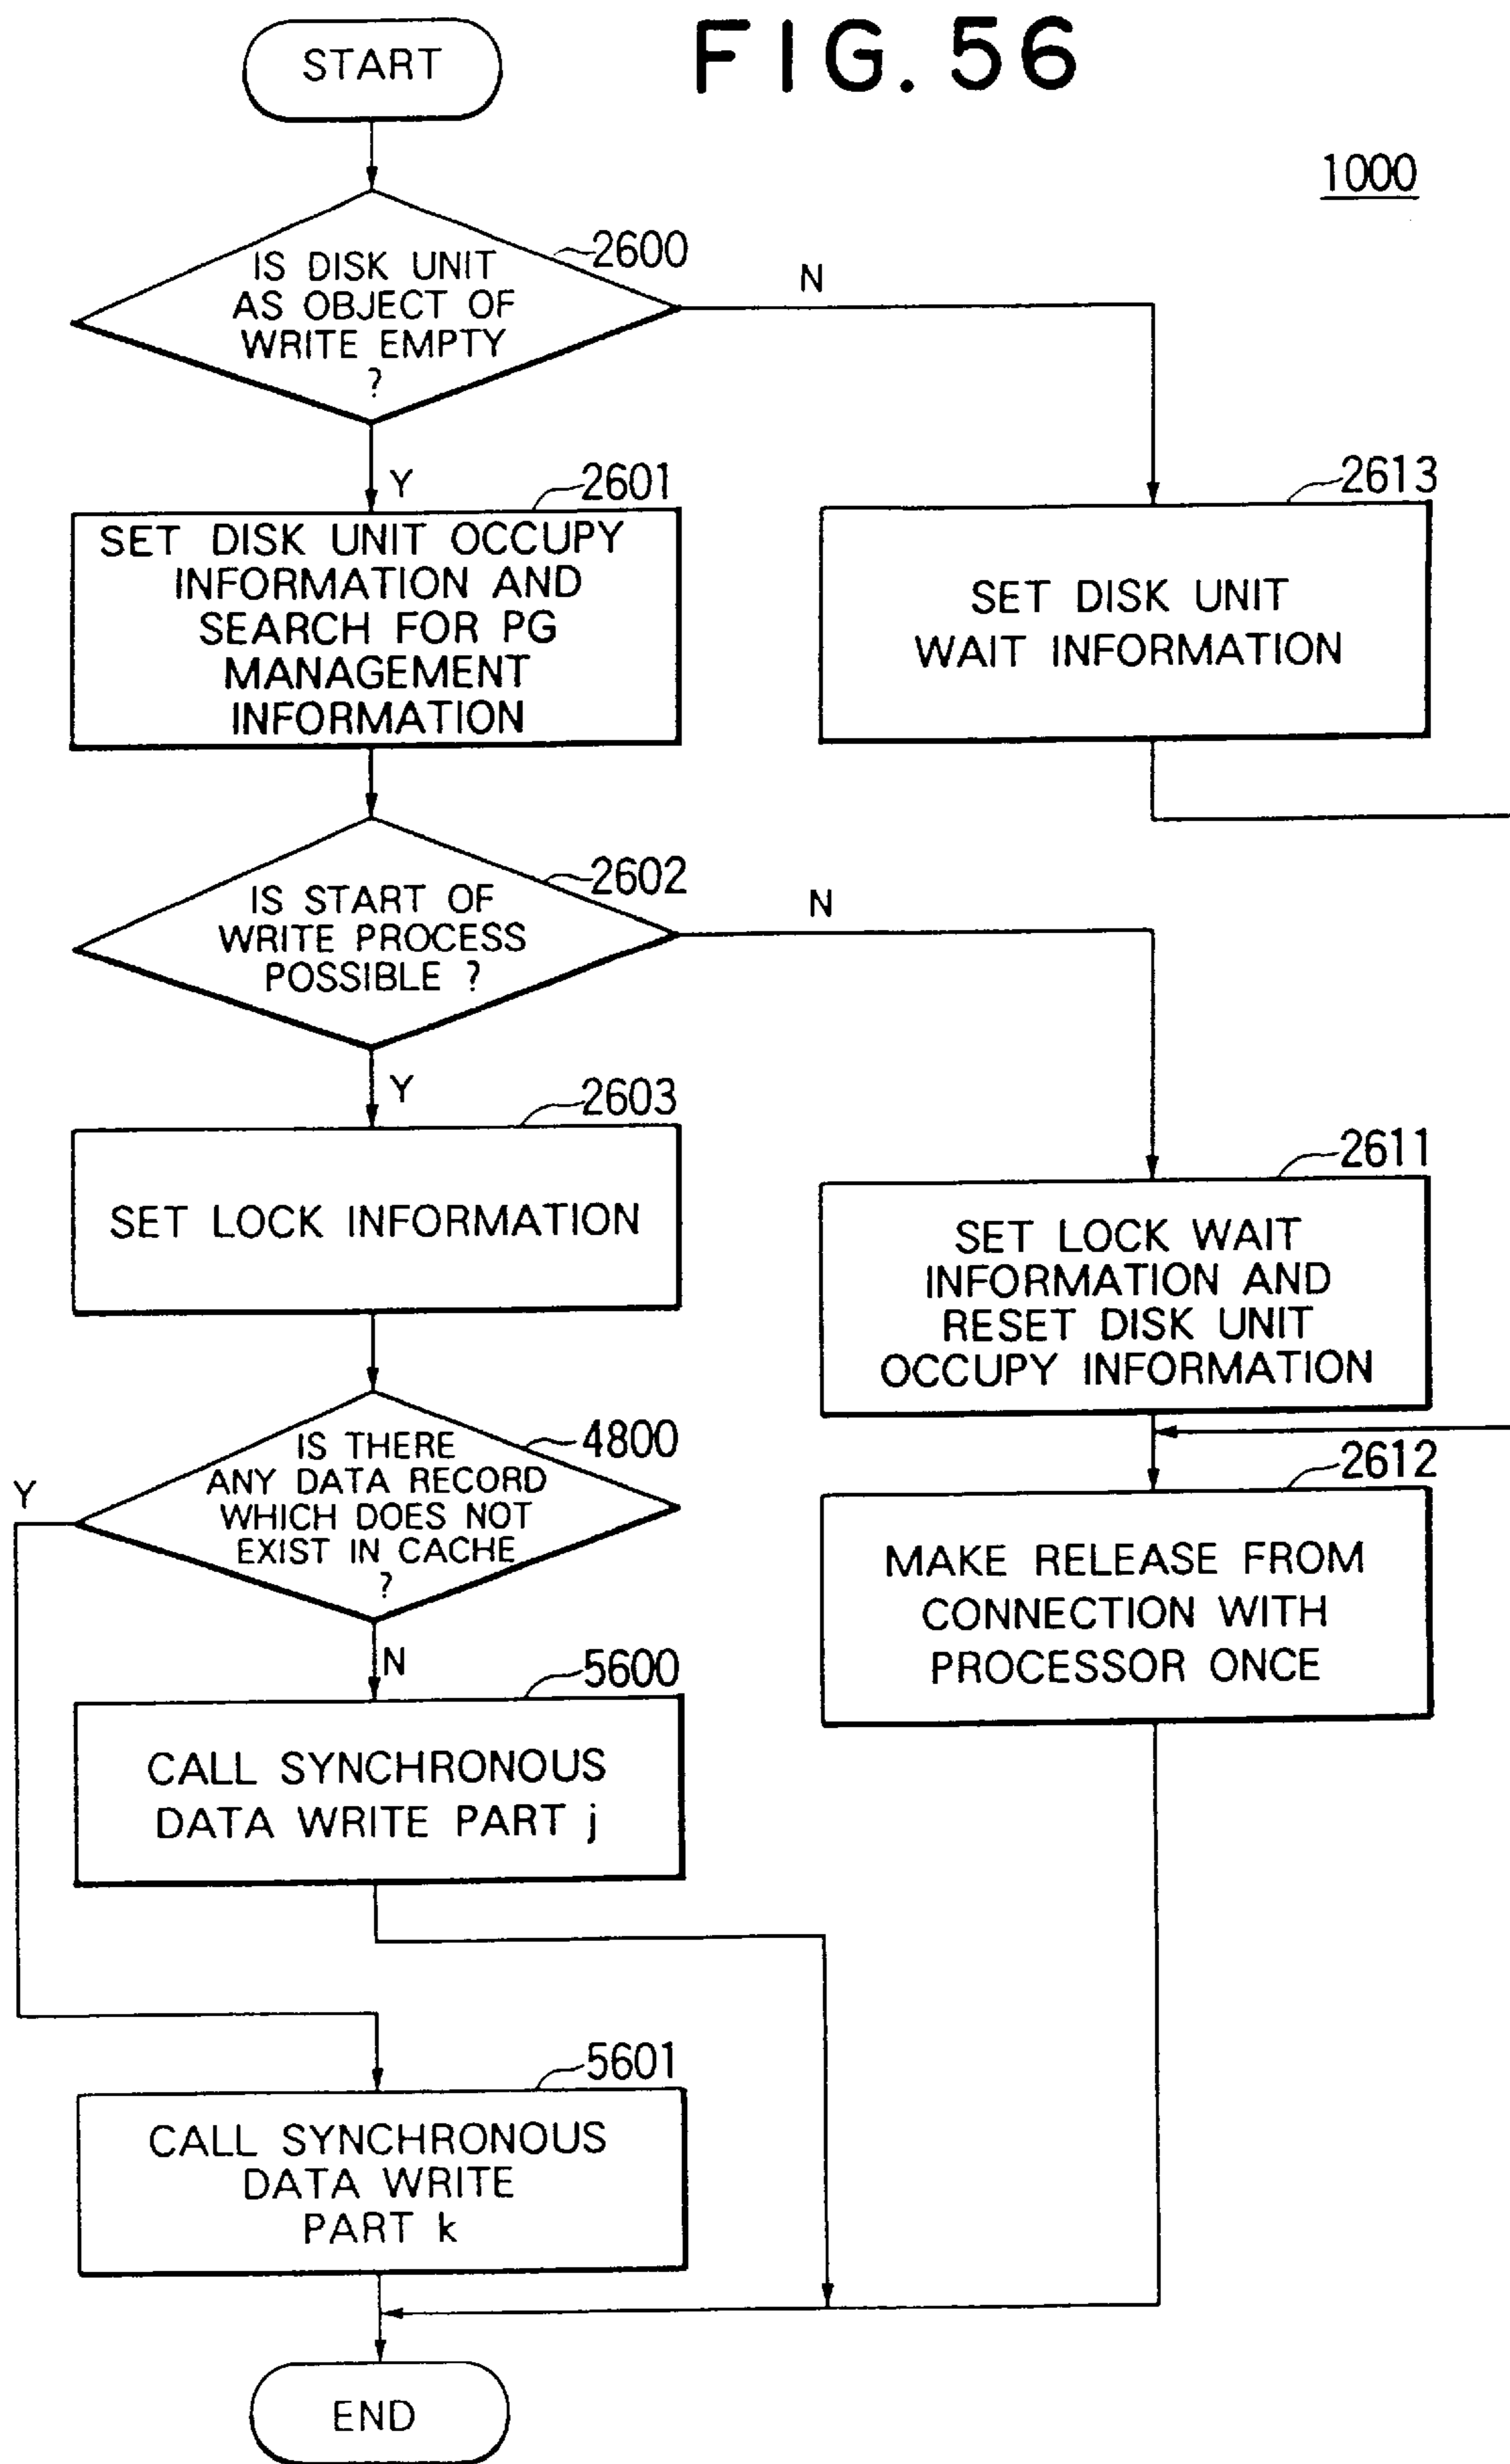 FIG. 56
1000
START
2600
IS DISK UNIT
AS OBJECT OF
WRITE EMPTY
?
N
Y
2601
SET DISK UNIT OCCUPY
INFORMATION AND
SEARCH FOR PG
MANAGEMENT
INFORMATION
2613
SET DISK UNIT
WAIT INFORMATION
2602
IS START OF
WRITE PROCESS
POSSIBLE ?
N
Y
2603
SET LOCK INFORMATION
2611
SET LOCK WAIT
INFORMATION AND
RESET DISK UNIT
OCCUPY INFORMATION
4800
IS THERE
ANY DATA RECORD
WHICH DOES NOT
EXIST IN CACHE
?
Y
N
2612
MAKE RELEASE FROM
CONNECTION WITH
PROCESSOR ONCE
5600
CALL SYNCHRONOUS
DATA WRITE PART j
5601
CALL SYNCHRONOUS
DATA WRITE
PART k
END